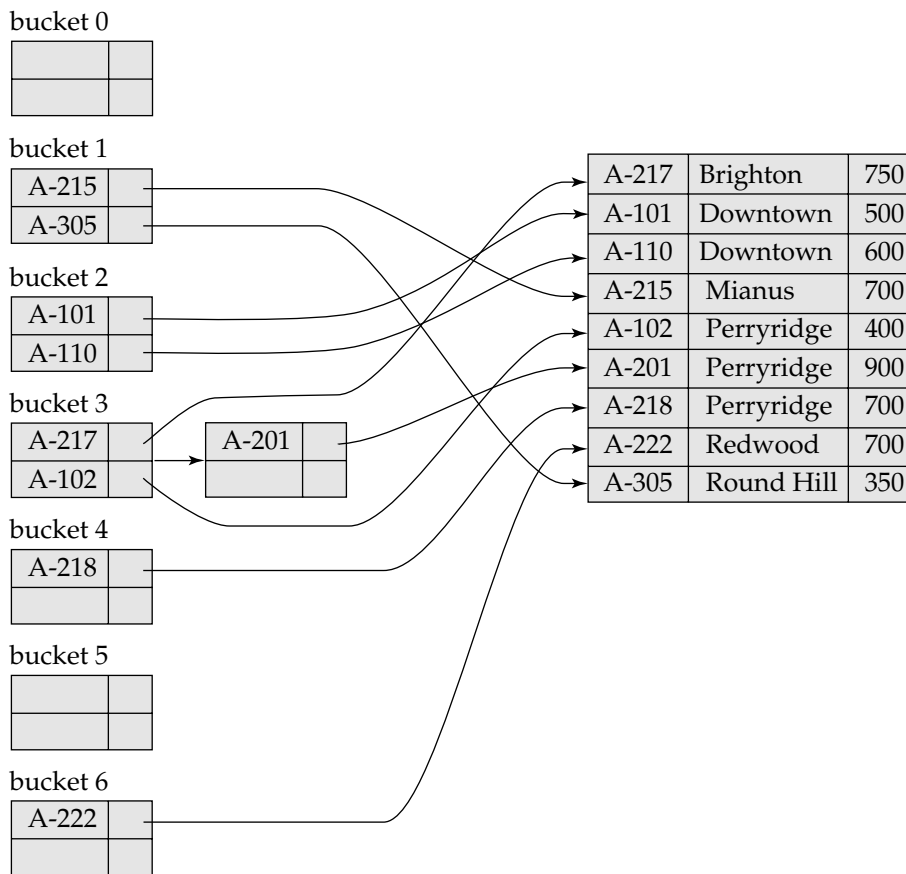 bucket 0
bucket 1
A-215
A-305
bucket 2
A-101
A-110
bucket 3
A-217
A-102
A-201
bucket 4
A-218
bucket 5
bucket 6
A-222
A-217 Brighton 750
A-101 Downtown 500
A-110 Downtown 600
A-215 Mianus 700
A-102 Perryridge 400
A-201 Perryridge 900
A-218 Perryridge 700
A-222 Redwood 700
A-305 Round Hill 350